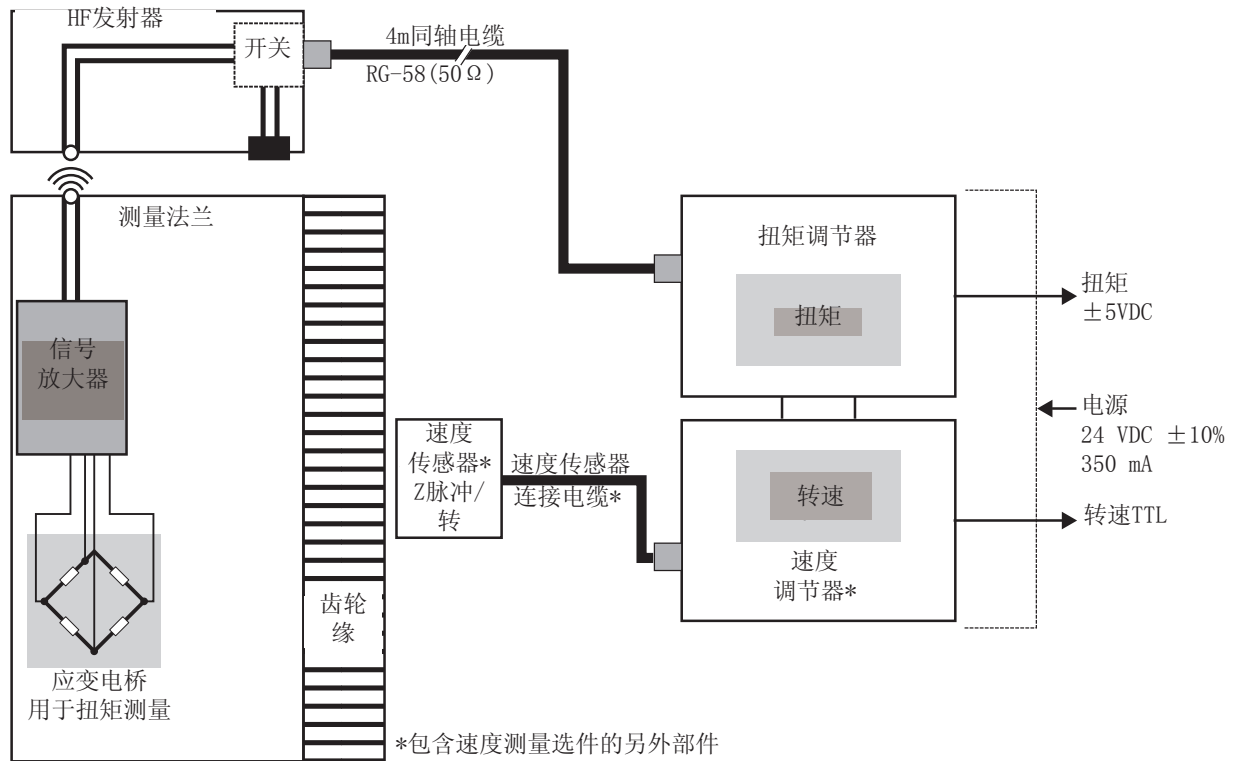 HF发射器
开关
4m同轴电缆
RG-58(50Ω)
测量法兰
信号
放大器
应变电桥
用于扭矩测量
齿轮
缘
速度
传感器*
Z脉冲/
转
速度传感器
连接电缆*
扭矩调节器
扭矩
转速
速度
调节器*
扭矩
±5VDC
电源
24 VDC ±10%
350 mA
转速TTL
*包含速度测量选件的另外部件